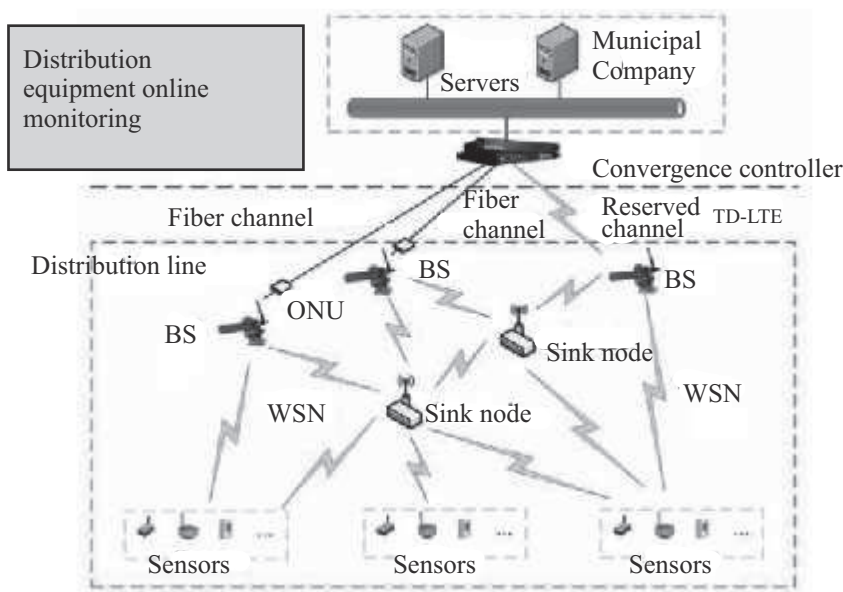 Distribution
equipment online
monitoring
Municipal
Company
Servers
Convergence controller
Fiber channel
Fiber
channel
Reserved
channel
TD-LTE
Distribution line
BS
BS
ONU
BS
Sink node
WSN
Sink node
WSN
...
...
...
Sensors
Sensors
Sensors